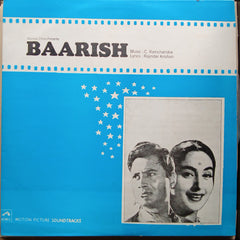 BAARISH
Music : C. Ramchandra
Lyrics : Rajinder Krishan
MOTION PICTURE SOUNDTRACKS